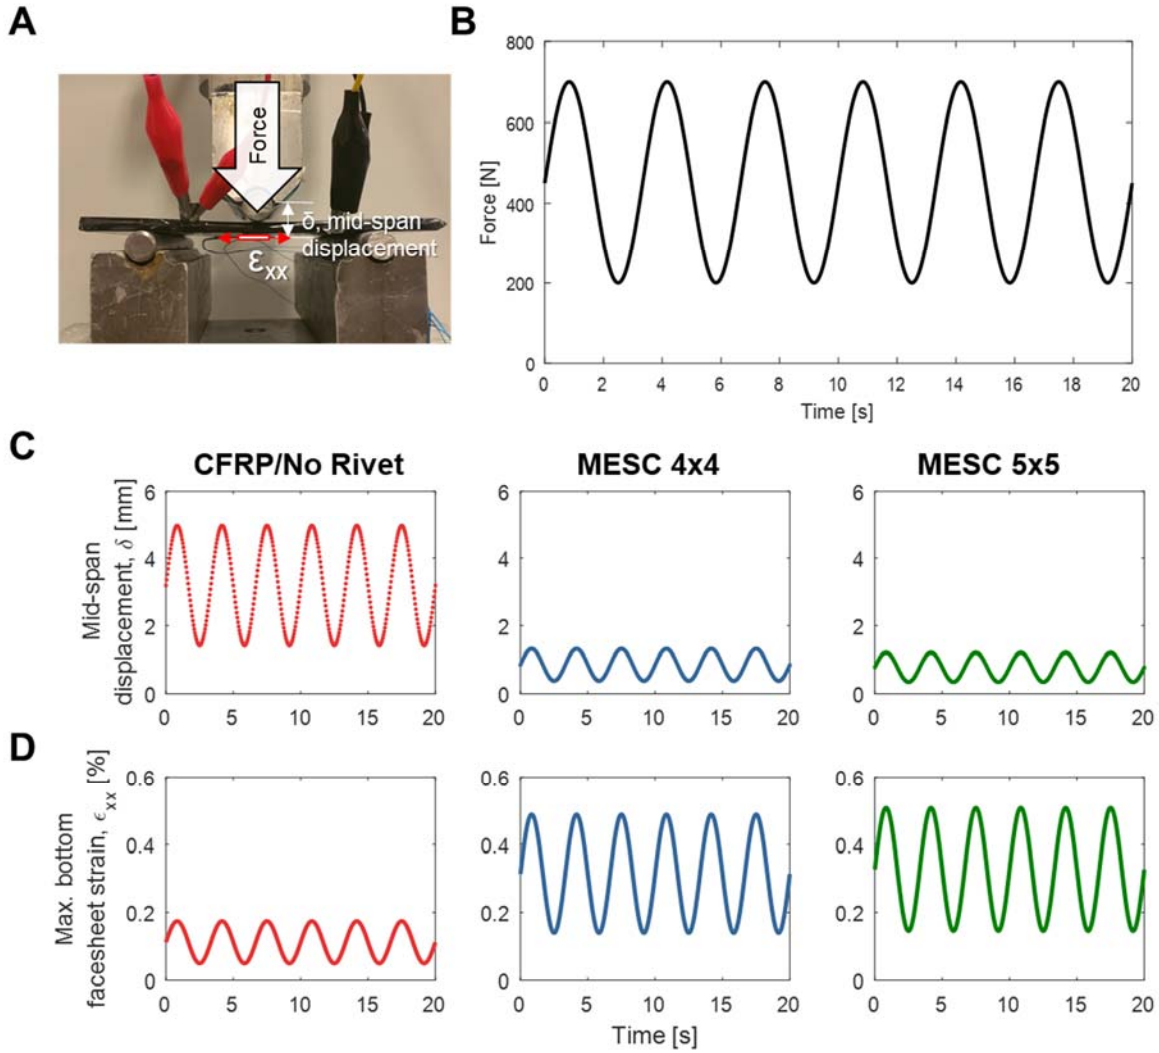 A
Force
δ, mid-span
displacement
εxx
B
800
600
400
200
0
Force [N]
0 2 4 6 8 10 12 14 16 18 20
Time [s]
C
CFRP/No Rivet
MESC 4x4
MESC 5x5
Mid-span
displacement, δ [mm]
6
4
2
0
0 5 10 15 20
6
4
2
0
0 5 10 15 20
6
4
2
0
0 5 10 15 20
D
Max. bottom
facesheet strain, ϵxx [%]
0.6
0.4
0.2
0
0 5 10 15 20
0.6
0.4
0.2
0
0 5 10 15 20
0.6
0.4
0.2
0
0 5 10 15 20
Time [s]